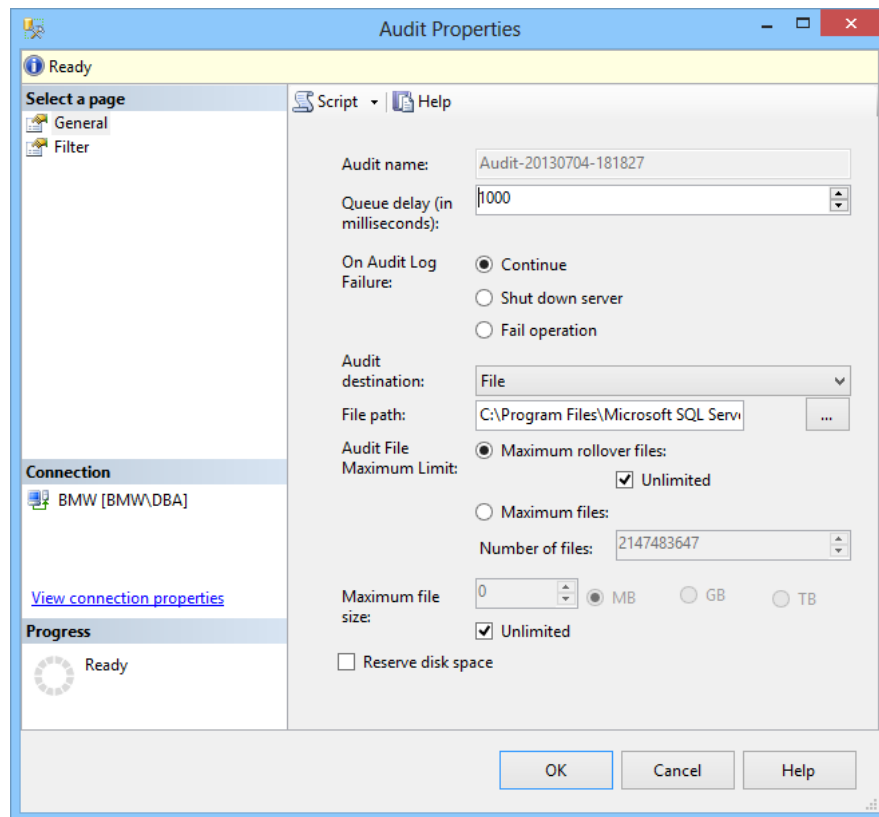 Audit Properties
Ready
Select a page
General
Filter
Script
Help
Audit name:
Audit-20130704-181827
Queue delay (in
milliseconds):
1000
On Audit Log
Failure:
Continue
Shut down server
Fail operation
Audit
destination:
File
File path:
C:\Program Files\Microsoft SQL Serv
...
Audit File
Maximum Limit:
Maximum rollover files:
Unlimited
Maximum files:
Number of files:
2147483647
Maximum file
size:
0
MB
GB
TB
Unlimited
Reserve disk space
Connection
BMW [BMW\DBA]
View connection properties
Progress
Ready
OK
Cancel
Help